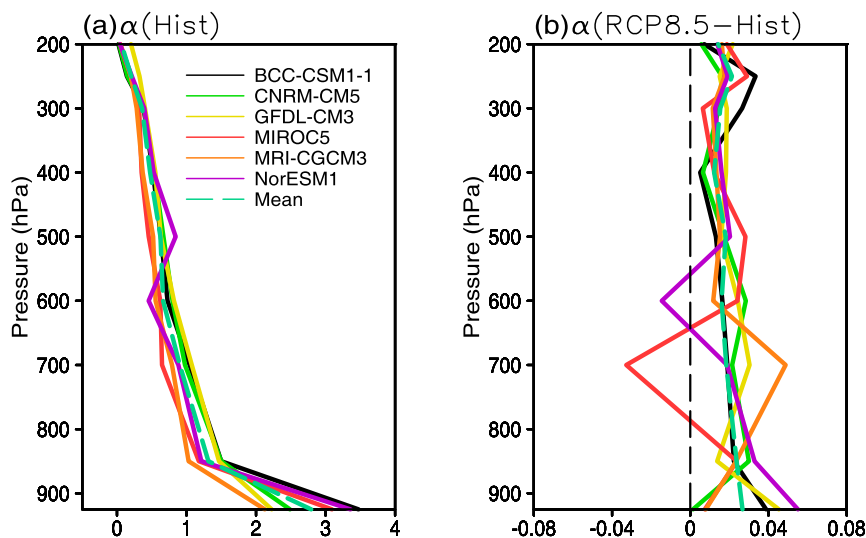 (a)α(Hist)
(b)α(RCP8.5−Hist)
Pressure (hPa)
200
300
400
500
600
700
800
900
0
1
2
3
4
BCC-CSM1-1
CNRM-CM5
GFDL-CM3
MIROC5
MRI-CGCM3
NorESM1
Mean
Pressure (hPa)
200
300
400
500
600
700
800
900
-0.08
-0.04
0
0.04
0.08